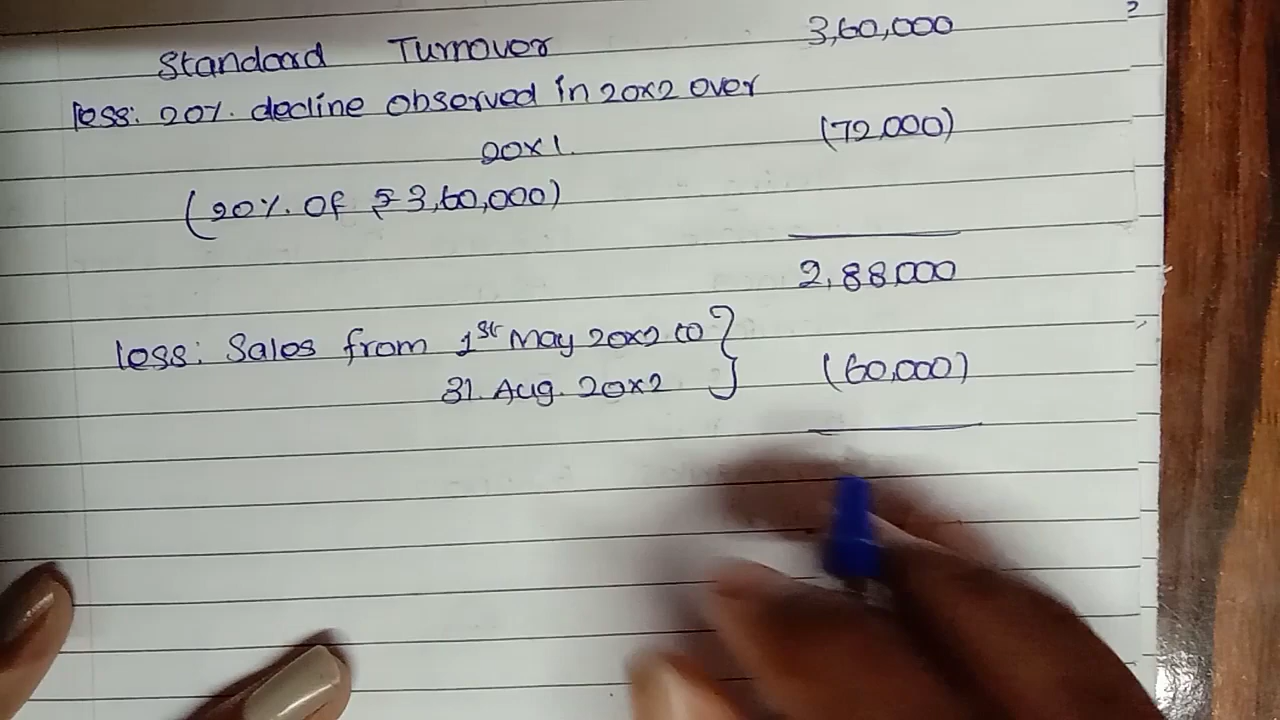 Standard Turnover 3,60,000
less: 20%. decline observed in 20x2 over
20x1. (72,000)
(20%. of ₹ 3,60,000)
2,88,000
less: Sales from 1st May 20x2 to
31. Aug. 20x2 (60,000)